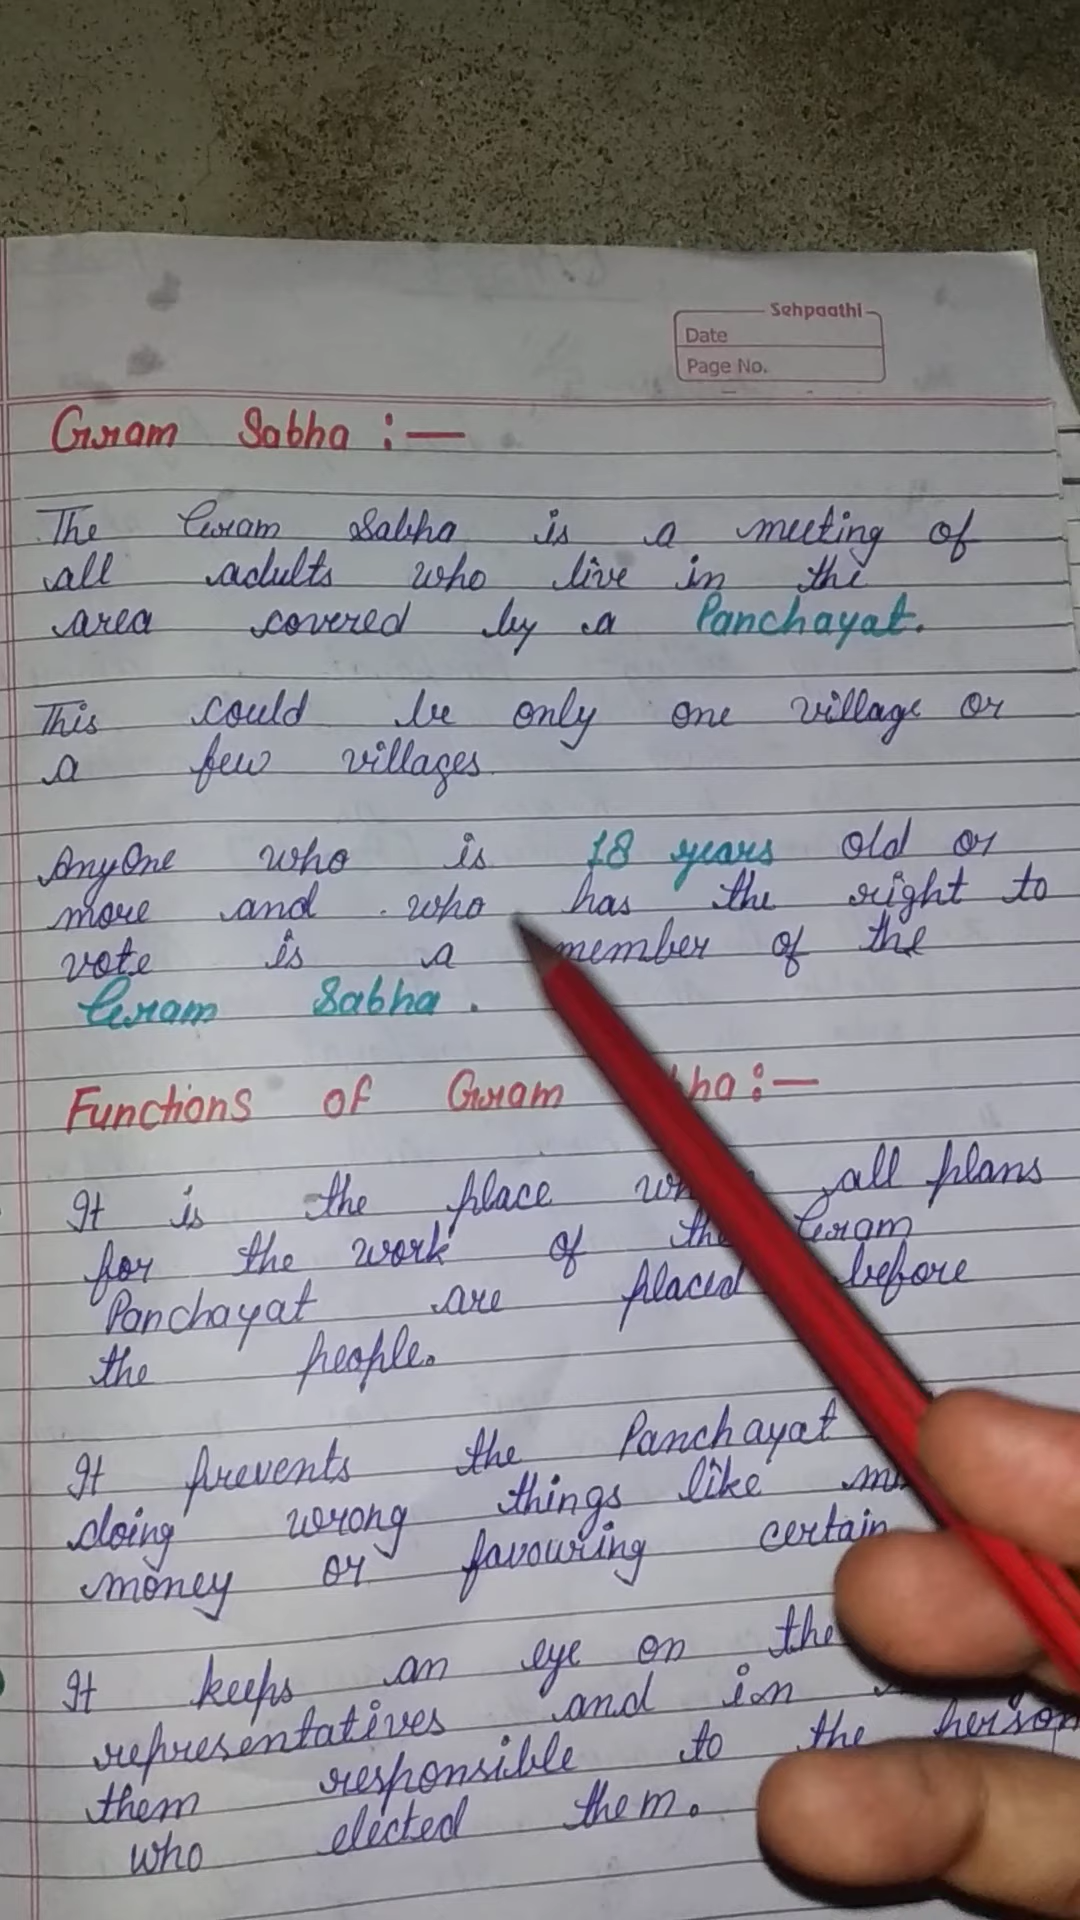 Sehpaathi
Date
Page No.
Gram Sabha :—
The Gram Sabha is a meeting of
all adults who live in the
area covered by a Panchayat.
This could be only one village or
a few villages.
AnyOne who is 18 years old or
more and who has the right to
vote is a member of the
Gram Sabha.
Functions of Gram :—
It is the place all plans
for the work of the Gram
Panchayat are placed before
the people.
It prevents the Panchayat
doing wrong things like
money or favouring certain
It keeps an eye on the
representatives and in
them responsible to the person
who elected them.